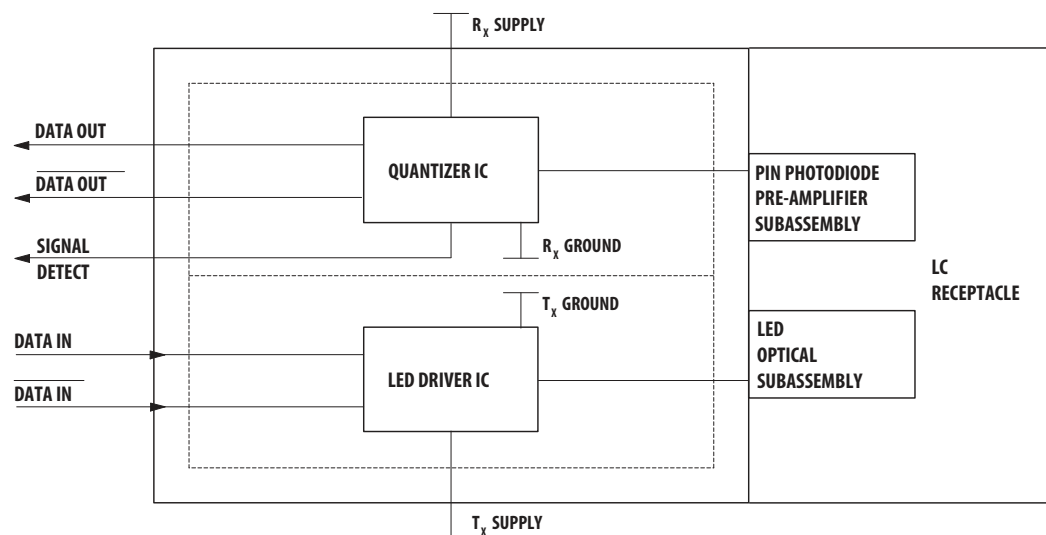 Rx SUPPLY
DATA OUT
DATA OUT
SIGNAL
DETECT
QUANTIZER IC
Rx GROUND
PIN PHOTODIODE
PRE-AMPLIFIER
SUBASSEMBLY
LC
RECEPTACLE
Tx GROUND
DATA IN
DATA IN
LED DRIVER IC
LED
OPTICAL
SUBASSEMBLY
Tx SUPPLY